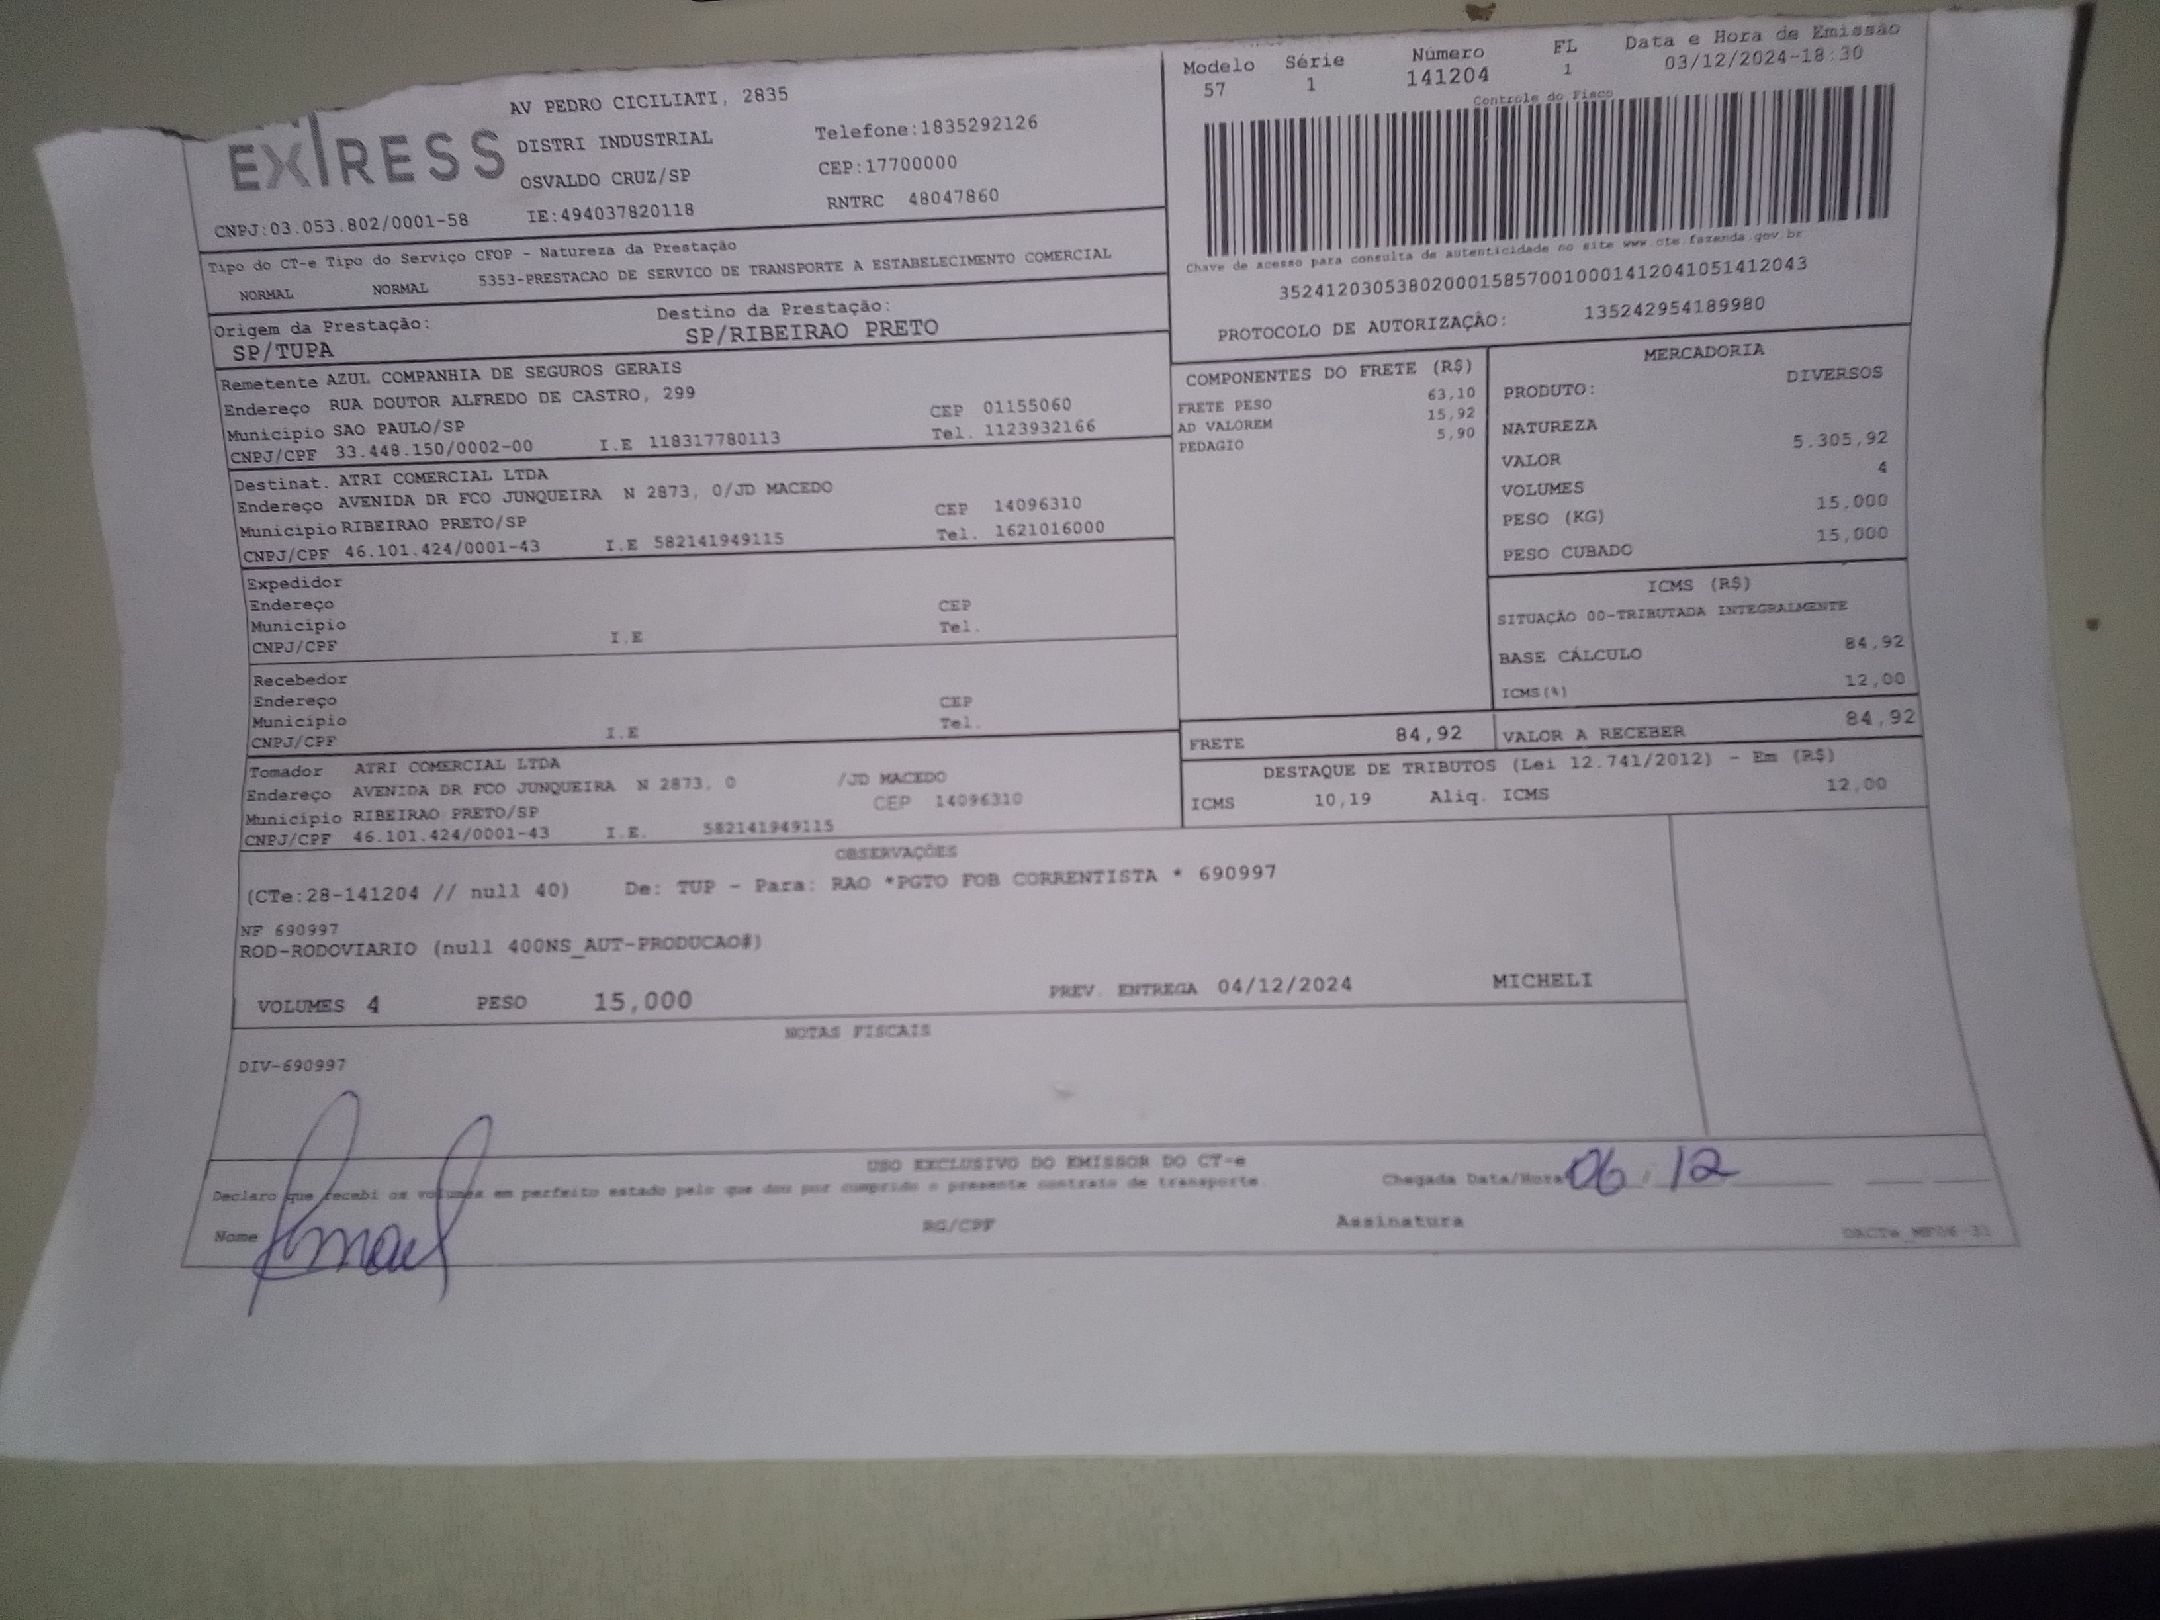 EXPRESS
AV PEDRO CICILIATI, 2835
DISTRI INDUSTRIAL
Telefone:1835292126
OSVALDO CRUZ/SP
CEP:17700000
CNPJ:03.053.802/0001-58
IE:494037820118
RNTRC 48047860
Modelo Série Número FL Data e Hora de Emissão
57 1 141204 1 03/12/2024-18:30
Controle do Fisco
Chave de acesso para consulta de autenticidade no site www.cte.fazenda.gov.br
35241203053802000158570010001412041051412043
PROTOCOLO DE AUTORIZAÇÃO: 135242954189980
Tipo do CT-e Tipo do Serviço CFOP - Natureza da Prestação
NORMAL NORMAL 5353-PRESTACAO DE SERVICO DE TRANSPORTE A ESTABELECIMENTO COMERCIAL
Origem da Prestação: Destino da Prestação:
SP/TUPA SP/RIBEIRAO PRETO
Remetente AZUL COMPANHIA DE SEGUROS GERAIS
Endereço RUA DOUTOR ALFREDO DE CASTRO, 299
Município SAO PAULO/SP CEP 01155060
CNPJ/CPF 33.448.150/0002-00 I.E 118317780113 Tel. 1123932166
Destinat. ATRI COMERCIAL LTDA
Endereço AVENIDA DR FCO JUNQUEIRA N 2873, 0/JD MACEDO
Município RIBEIRAO PRETO/SP CEP 14096310
CNPJ/CPF 46.101.424/0001-43 I.E 582141949115 Tel. 1621016000
Expedidor
Endereço CEP
Município Tel.
CNPJ/CPF I.E
Recebedor
Endereço CEP
Município Tel.
CNPJ/CPF I.E
Tomador ATRI COMERCIAL LTDA
Endereço AVENIDA DR FCO JUNQUEIRA N 2873, 0 /JD MACEDO
Município RIBEIRAO PRETO/SP CEP 14096310
CNPJ/CPF 46.101.424/0001-43 I.E. 582141949115
COMPONENTES DO FRETE (R$)
FRETE PESO 63,10
AD VALOREM 15,92
PEDAGIO 5,90
MERCADORIA
PRODUTO: DIVERSOS
NATUREZA
VALOR 5.305,92
VOLUMES 4
PESO (KG) 15,000
PESO CUBADO 15,000
ICMS (R$)
SITUAÇÃO 00-TRIBUTADA INTEGRALMENTE
BASE CÁLCULO 84,92
ICMS(%) 12,00
FRETE 84,92 VALOR A RECEBER 84,92
DESTAQUE DE TRIBUTOS (Lei 12.741/2012) - Em (R$)
ICMS 10,19 Aliq. ICMS 12,00
OBSERVAÇÕES
(CTe:28-141204 // null 40) De: TUP - Para: RAO *PGTO FOB CORRENTISTA * 690997
NF 690997
ROD-RODOVIARIO (null 400NS_AUT-PRODUCAO#)
VOLUMES 4 PESO 15,000 PREV. ENTREGA 04/12/2024 MICHELI
NOTAS FISCAIS
DIV-690997
USO EXCLUSIVO DO EMISSOR DO CT-e
Declaro que recebi os volumes em perfeito estado pelo que dou por cumprido o presente contrato de transporte. Chegada Data/Hora 06/12
Nome RG/CPF Assinatura